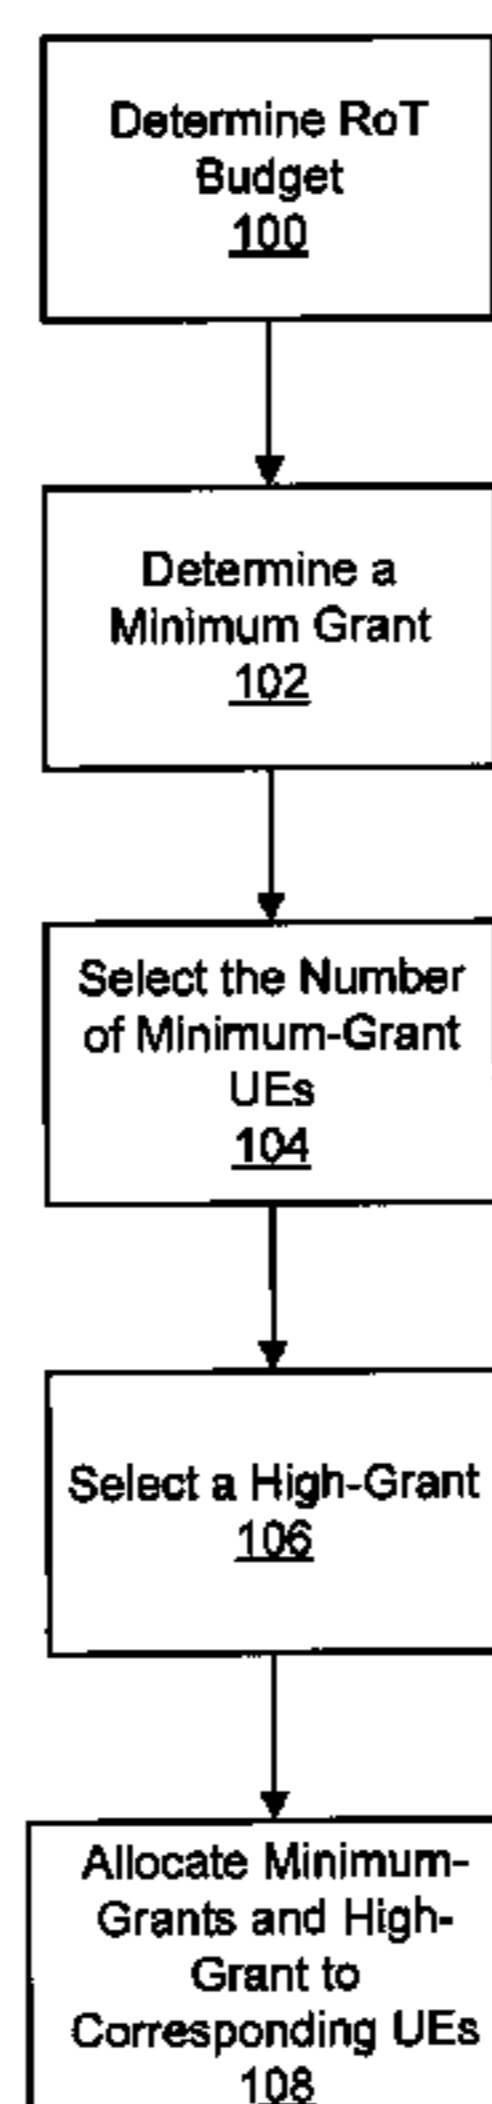 Determine RoT
Budget
100
Determine a
Minimum Grant
102
Select the Number
of Minimum-Grant
UEs
104
Select a High-Grant
106
Allocate Minimum-
Grants and High-
Grant to
Corresponding UEs
108